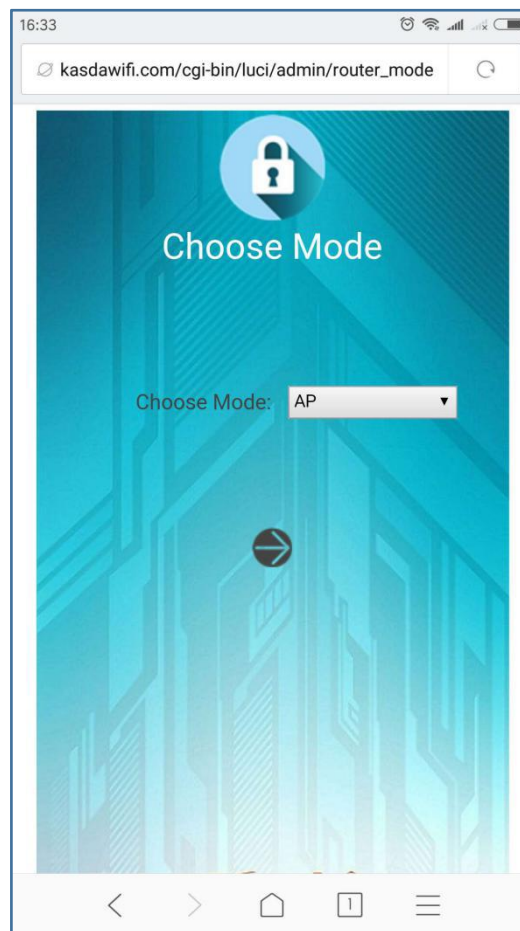 16:33
kasdawifi.com/cgi-bin/luci/admin/router_mode
Choose Mode
Choose Mode: AP
1